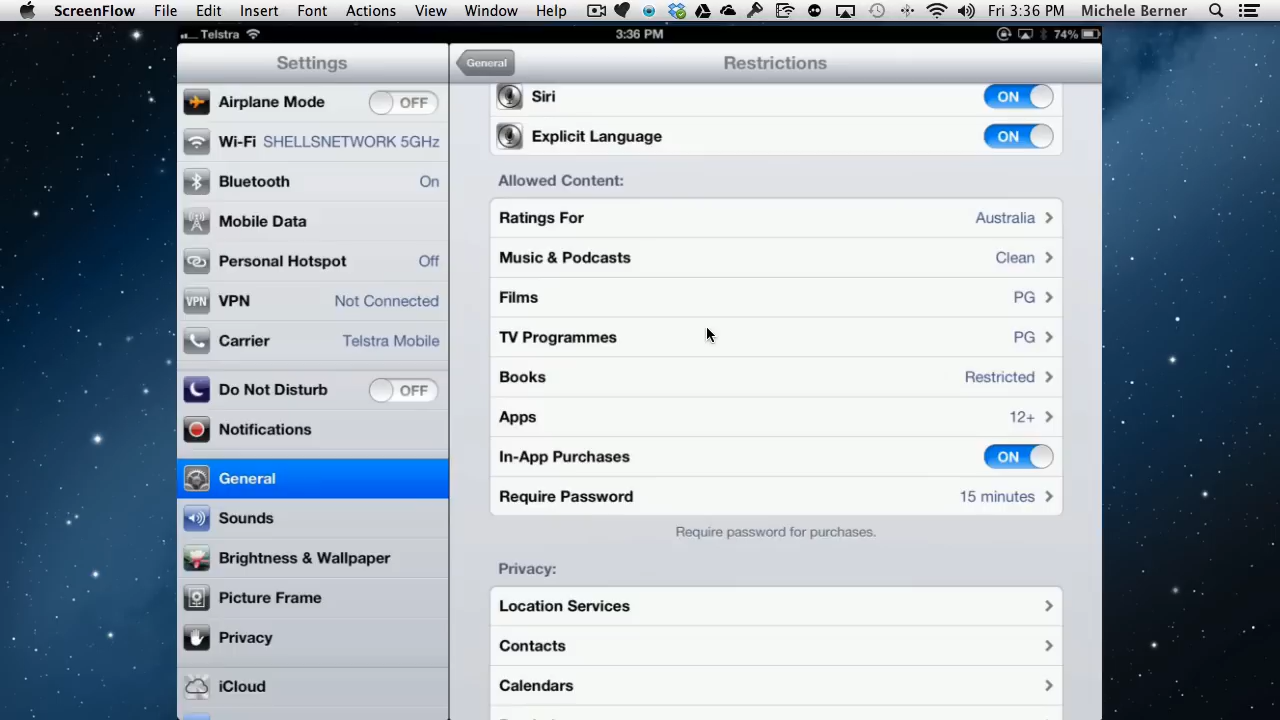 ScreenFlow File Edit Insert Font Actions View Window Help Fri 3:36 PM Michele Berner
Telstra 3:36 PM 74%
Settings
General Restrictions
Airplane Mode OFF
Wi-Fi SHELLSNETWORK 5GHz
Bluetooth On
Mobile Data
Personal Hotspot Off
VPN VPN Not Connected
Carrier Telstra Mobile
Do Not Disturb OFF
Notifications
General
Sounds
Brightness & Wallpaper
Picture Frame
Privacy
iCloud
Siri ON
Explicit Language ON
Allowed Content:
Ratings For Australia
Music & Podcasts Clean
Films PG
TV Programmes PG
Books Restricted
Apps 12+
In-App Purchases ON
Require Password 15 minutes
Require password for purchases.
Privacy:
Location Services
Contacts
Calendars